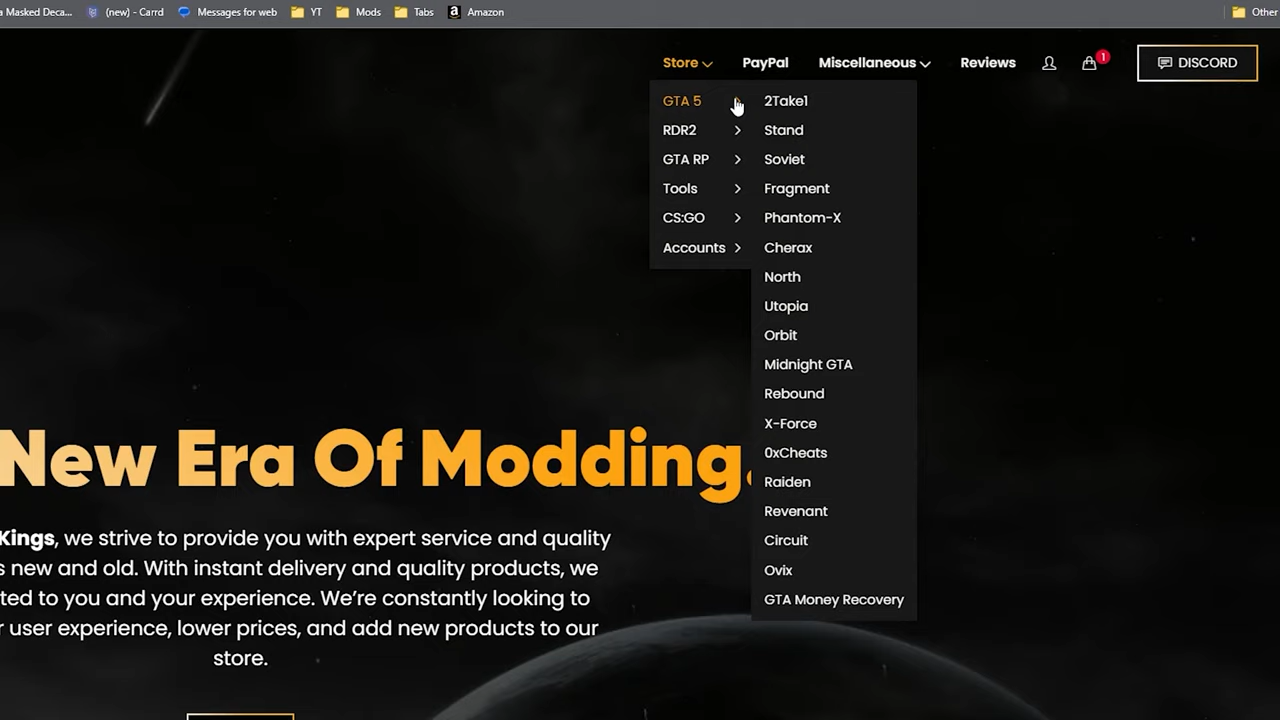 a Masked Deca... (new) - Carrd Messages for web YT Mods Tabs Amazon Other
Store PayPal Miscellaneous Reviews 1 DISCORD
GTA 5
RDR2
GTA RP
Tools
CS:GO
Accounts
2Take1
Stand
Soviet
Fragment
Phantom-X
Cherax
North
Utopia
Orbit
Midnight GTA
Rebound
X-Force
0xCheats
Raiden
Revenant
Circuit
Ovix
GTA Money Recovery
New Era Of Modding.
Kings, we strive to provide you with expert service and quality
s new and old. With instant delivery and quality products, we
ted to you and your experience. We're constantly looking to
r user experience, lower prices, and add new products to our
store.